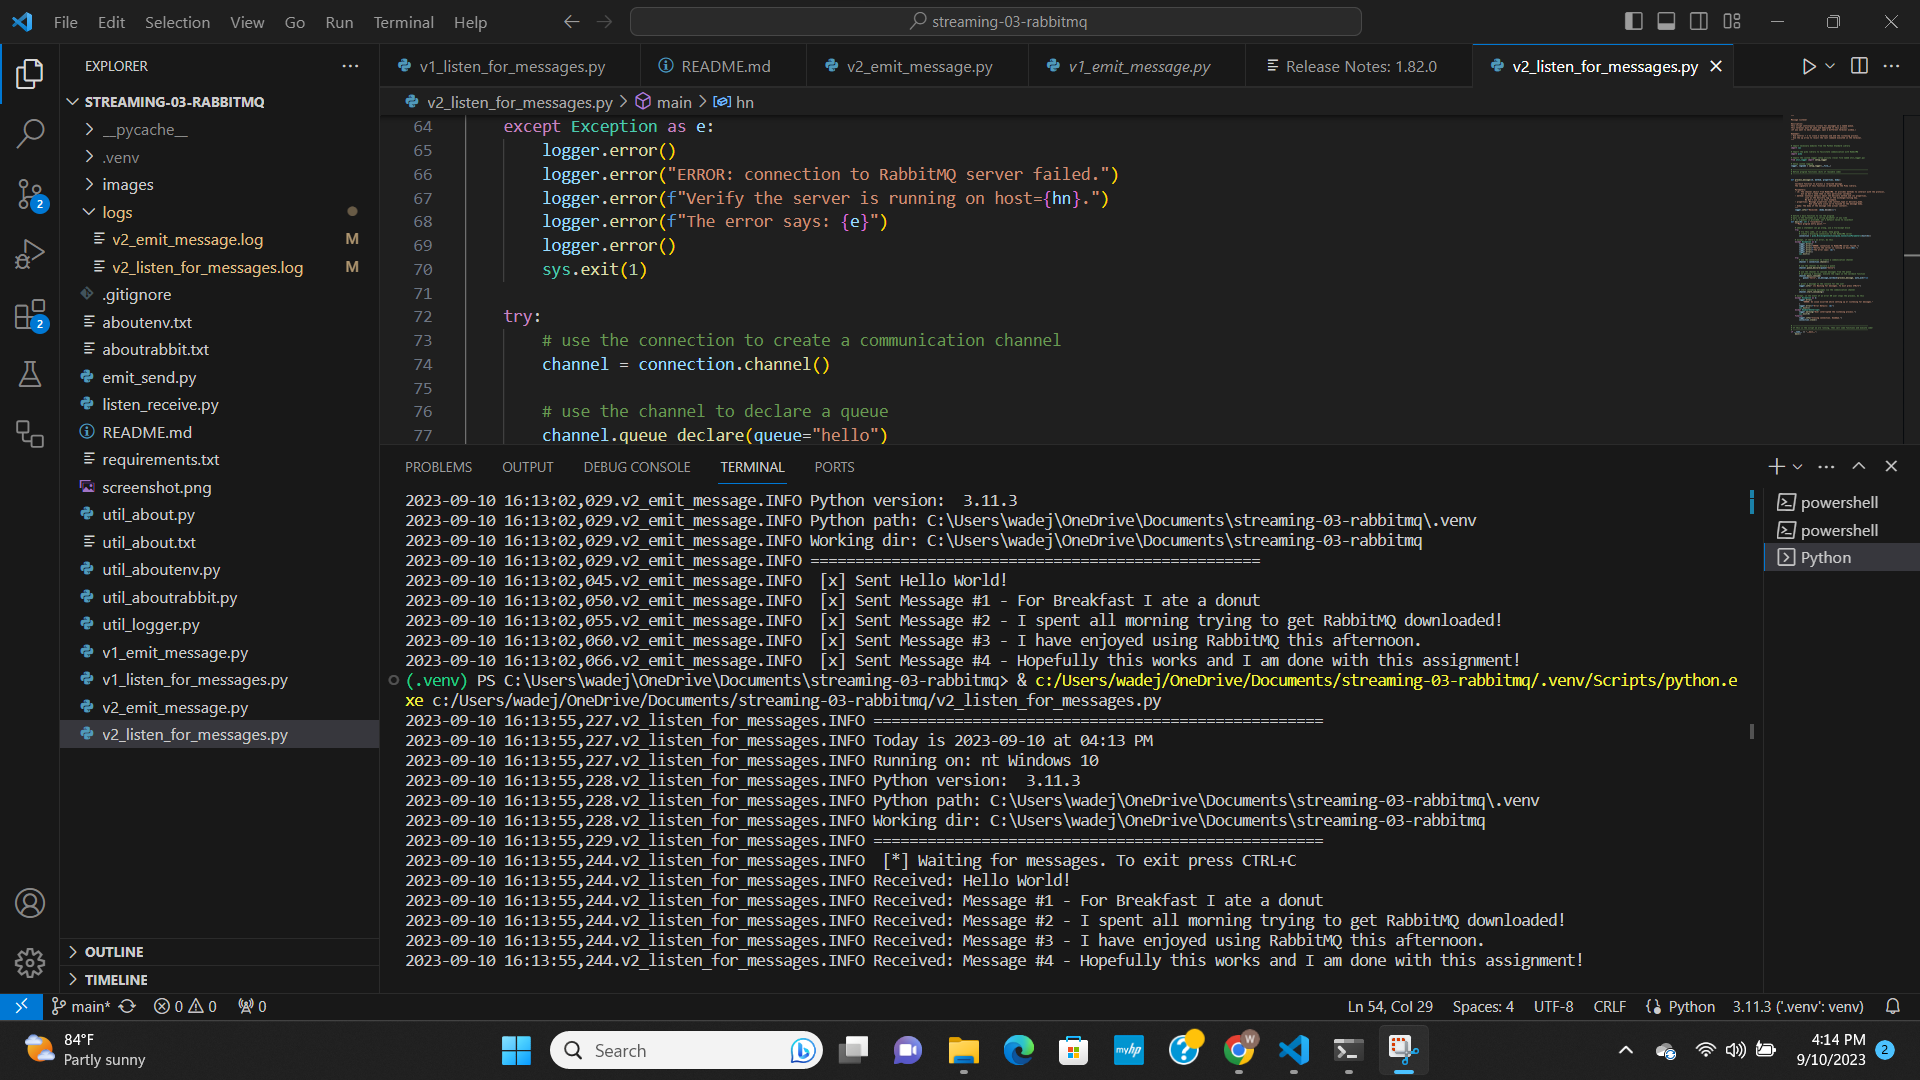 File Edit Selection View Go Run Terminal Help
streaming-03-rabbitmq
EXPLORER
STREAMING-03-RABBITMQ
__pycache__
.venv
images
logs
v2_emit_message.log M
v2_listen_for_messages.log M
.gitignore
aboutenv.txt
aboutrabbit.txt
emit_send.py
listen_receive.py
README.md
requirements.txt
screenshot.png
util_about.py
util_about.txt
util_aboutenv.py
util_aboutrabbit.py
util_logger.py
v1_emit_message.py
v1_listen_for_messages.py
v2_emit_message.py
v2_listen_for_messages.py
OUTLINE
TIMELINE
2
2
v1_listen_for_messages.py README.md v2_emit_message.py v1_emit_message.py Release Notes: 1.82.0 v2_listen_for_messages.py
v2_listen_for_messages.py > main > hn
64 except Exception as e:
65 logger.error()
66 logger.error("ERROR: connection to RabbitMQ server failed.")
67 logger.error(f"Verify the server is running on host={hn}.")
68 logger.error(f"The error says: {e}")
69 logger.error()
70 sys.exit(1)
71
72 try:
73 # use the connection to create a communication channel
74 channel = connection.channel()
75
76 # use the channel to declare a queue
77 channel.queue_declare(queue="hello")
PROBLEMS OUTPUT DEBUG CONSOLE TERMINAL PORTS
2023-09-10 16:13:02,029.v2_emit_message.INFO Python version:  3.11.3
2023-09-10 16:13:02,029.v2_emit_message.INFO Python path: C:\Users\wadej\OneDrive\Documents\streaming-03-rabbitmq\.venv
2023-09-10 16:13:02,029.v2_emit_message.INFO Working dir: C:\Users\wadej\OneDrive\Documents\streaming-03-rabbitmq
2023-09-10 16:13:02,029.v2_emit_message.INFO ==================================================
2023-09-10 16:13:02,045.v2_emit_message.INFO  [x] Sent Hello World!
2023-09-10 16:13:02,050.v2_emit_message.INFO  [x] Sent Message #1 - For Breakfast I ate a donut
2023-09-10 16:13:02,055.v2_emit_message.INFO  [x] Sent Message #2 - I spent all morning trying to get RabbitMQ downloaded!
2023-09-10 16:13:02,060.v2_emit_message.INFO  [x] Sent Message #3 - I have enjoyed using RabbitMQ this afternoon.
2023-09-10 16:13:02,066.v2_emit_message.INFO  [x] Sent Message #4 - Hopefully this works and I am done with this assignment!
(.venv) PS C:\Users\wadej\OneDrive\Documents\streaming-03-rabbitmq> & c:/Users/wadej/OneDrive/Documents/streaming-03-rabbitmq/.venv/Scripts/python.e
xe c:/Users/wadej/OneDrive/Documents/streaming-03-rabbitmq/v2_listen_for_messages.py
2023-09-10 16:13:55,227.v2_listen_for_messages.INFO ==================================================
2023-09-10 16:13:55,227.v2_listen_for_messages.INFO Today is 2023-09-10 at 04:13 PM
2023-09-10 16:13:55,227.v2_listen_for_messages.INFO Running on: nt Windows 10
2023-09-10 16:13:55,228.v2_listen_for_messages.INFO Python version:  3.11.3
2023-09-10 16:13:55,228.v2_listen_for_messages.INFO Python path: C:\Users\wadej\OneDrive\Documents\streaming-03-rabbitmq\.venv
2023-09-10 16:13:55,228.v2_listen_for_messages.INFO Working dir: C:\Users\wadej\OneDrive\Documents\streaming-03-rabbitmq
2023-09-10 16:13:55,229.v2_listen_for_messages.INFO ==================================================
2023-09-10 16:13:55,244.v2_listen_for_messages.INFO  [*] Waiting for messages. To exit press CTRL+C
2023-09-10 16:13:55,244.v2_listen_for_messages.INFO Received: Hello World!
2023-09-10 16:13:55,244.v2_listen_for_messages.INFO Received: Message #1 - For Breakfast I ate a donut
2023-09-10 16:13:55,244.v2_listen_for_messages.INFO Received: Message #2 - I spent all morning trying to get RabbitMQ downloaded!
2023-09-10 16:13:55,244.v2_listen_for_messages.INFO Received: Message #3 - I have enjoyed using RabbitMQ this afternoon.
2023-09-10 16:13:55,244.v2_listen_for_messages.INFO Received: Message #4 - Hopefully this works and I am done with this assignment!
powershell
powershell
Python
main* 0 0 0 Ln 54, Col 29 Spaces: 4 UTF-8 CRLF Python 3.11.3 ('.venv': venv)
84°F
Partly sunny
Search
myhp
W
4:14 PM
9/10/2023
2